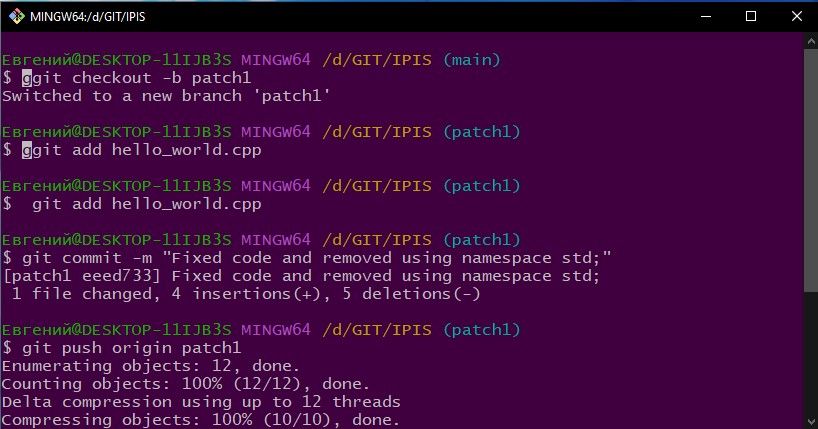 MINGW64:/d/GIT/IPIS
Евгений@DESKTOP-11IJB3S MINGW64 /d/GIT/IPIS (main)
$ ggit checkout -b patch1
Switched to a new branch 'patch1'
Евгений@DESKTOP-11IJB3S MINGW64 /d/GIT/IPIS (patch1)
$ ggit add hello_world.cpp
Евгений@DESKTOP-11IJB3S MINGW64 /d/GIT/IPIS (patch1)
$  git add hello_world.cpp
Евгений@DESKTOP-11IJB3S MINGW64 /d/GIT/IPIS (patch1)
$ git commit -m "Fixed code and removed using namespace std;"
[patch1 eeed733] Fixed code and removed using namespace std;
 1 file changed, 4 insertions(+), 5 deletions(-)
Евгений@DESKTOP-11IJB3S MINGW64 /d/GIT/IPIS (patch1)
$ git push origin patch1
Enumerating objects: 12, done.
Counting objects: 100% (12/12), done.
Delta compression using up to 12 threads
Compressing objects: 100% (10/10), done.